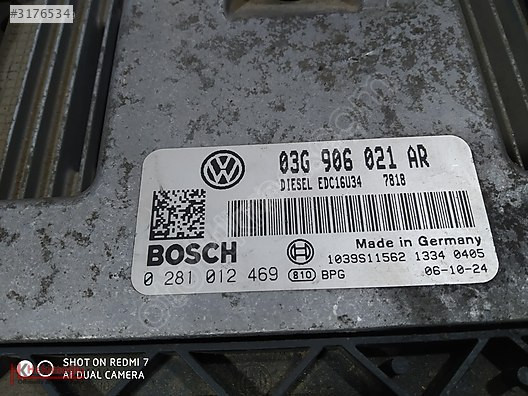 #3176534
03G 906 021 AR
DIESEL EDC16U34 7818
BOSCH
Made in Germany
1039S11562 1334 0405
0 281 012 469 810 BPG
06-10-24
SHOT ON REDMI 7
AI DUAL CAMERA